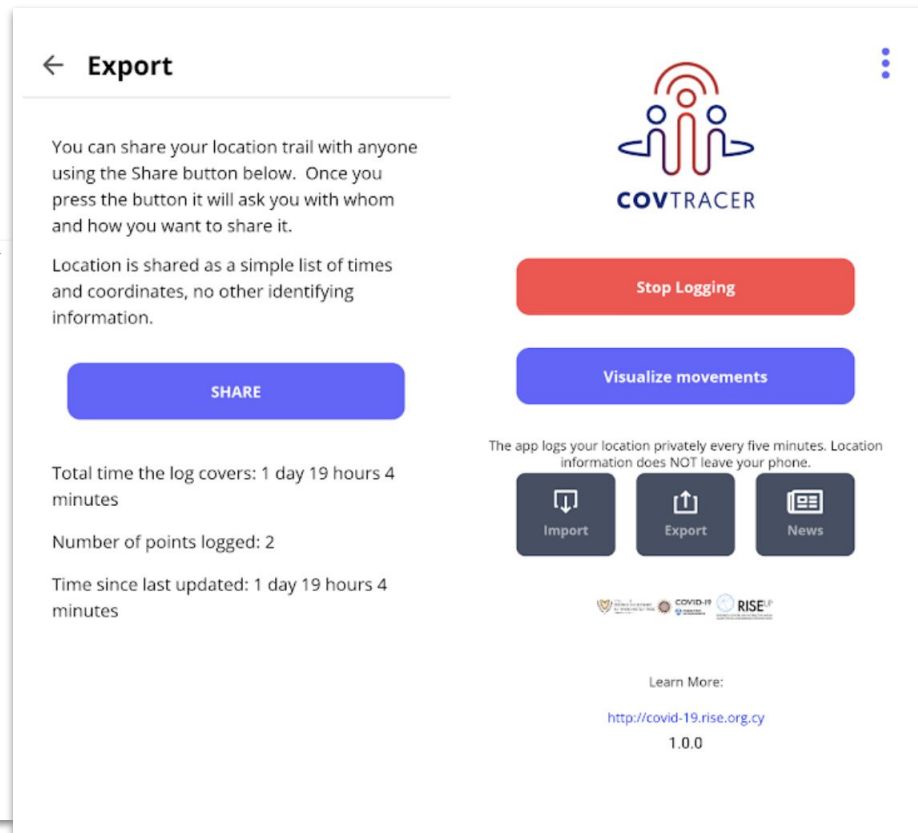 Export
You can share your location trail with anyone
using the Share button below. Once you
press the button it will ask you with whom
and how you want to share it.
Location is shared as a simple list of times
and coordinates, no other identifying
information.
SHARE
Total time the log covers: 1 day 19 hours 4
minutes
Number of points logged: 2
Time since last updated: 1 day 19 hours 4
minutes
COVTRACER
Stop Logging
Visualize movements
The app logs your location privately every five minutes. Location
information does NOT leave your phone.
Import
Export
News
COVID-19
RISEUP
Learn More:
http://covid-19.rise.org.cy
1.0.0